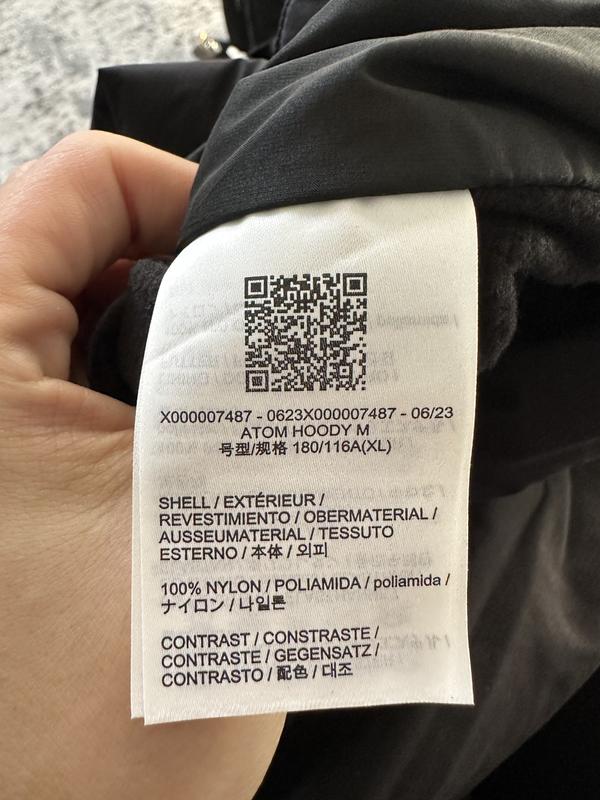 X000007487 - 0623X000007487 - 06/23
ATOM HOODY M
号型/规格 180/116A(XL)
SHELL / EXTÉRIEUR /
REVESTIMIENTO / OBERMATERIAL /
AUSSEUMATERIAL / TESSUTO
ESTERNO / 本体 / 외피
100% NYLON / POLIAMIDA / poliamida /
ナイロン / 나일론
CONTRAST / CONSTRASTE /
CONTRASTE / GEGENSATZ /
CONTRASTO / 配色 / 대조